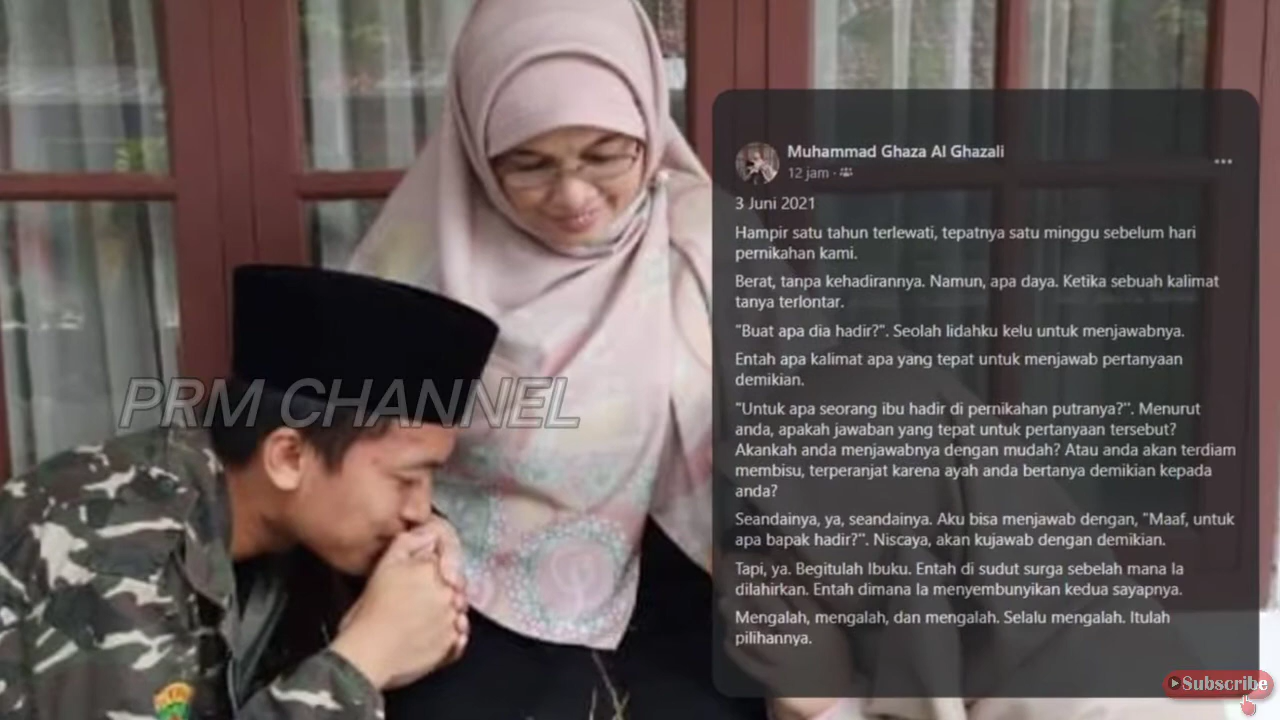 PRM CHANNEL
Muhammad Ghaza Al Ghazali
12 jam ·
3 Juni 2021
Hampir satu tahun terlewati, tepatnya satu minggu sebelum hari
pernikahan kami.
Berat, tanpa kehadirannya. Namun, apa daya. Ketika sebuah kalimat
tanya terlontar.
"Buat apa dia hadir?". Seolah lidahku kelu untuk menjawabnya.
Entah apa kalimat apa yang tepat untuk menjawab pertanyaan
demikian.
"Untuk apa seorang ibu hadir di pernikahan putranya?". Menurut
anda, apakah jawaban yang tepat untuk pertanyaan tersebut?
Akankah anda menjawabnya dengan mudah? Atau anda akan terdiam
membisu, terperanjat karena ayah anda bertanya demikian kepada
anda?
Seandainya, ya, seandainya. Aku bisa menjawab dengan, "Maaf, untuk
apa bapak hadir?". Niscaya, akan kujawab dengan demikian.
Tapi, ya. Begitulah Ibuku. Entah di sudut surga sebelah mana Ia
dilahirkan. Entah dimana Ia menyembunyikan kedua sayapnya.
Mengalah, mengalah, dan mengalah. Selalu mengalah. Itulah
pilihannya.
Subscribe